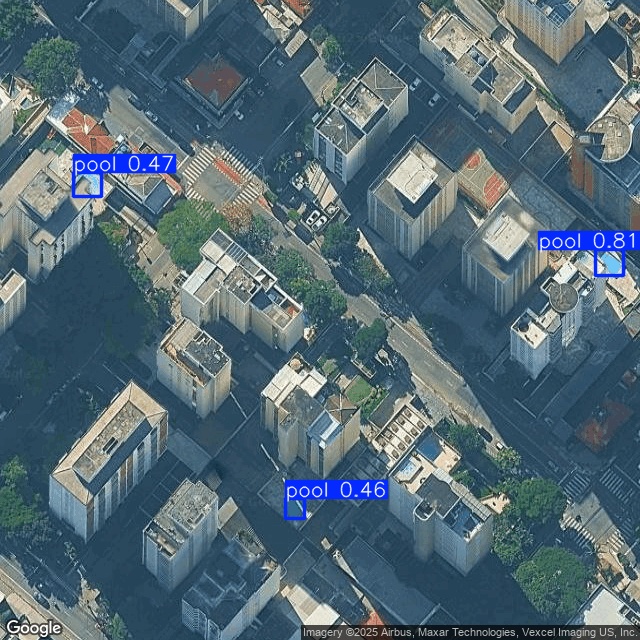 pool 0.47
pool 0.81
pool 0.46
Google
Imagery ©2025 Airbus, Maxar Technologies, Vexcel Imaging US, Inc